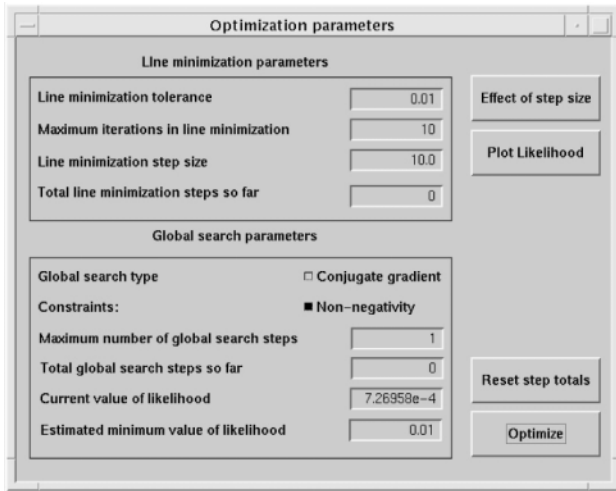 Optimization parameters
LIne minimization parameters
Line minimization tolerance 0.01
Maximum iterations in line minimization 10
Line minimization step size 10.0
Total line minimization steps so far 0
Effect of step size
Plot Likelihood
Global search parameters
Global search type Conjugate gradient
Constraints: Non-negativity
Maximum number of global search steps 1
Total global search steps so far 0
Current value of likelihood 7.26958e-4
Estimated minimum value of likelihood 0.01
Reset step totals
Optimize